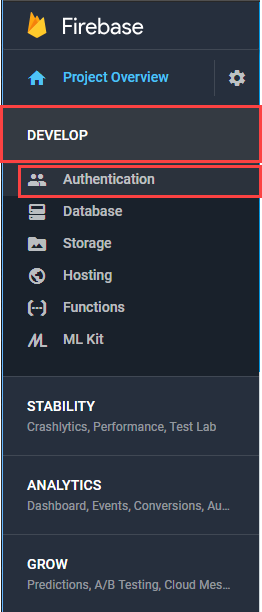 Firebase
Project Overview
DEVELOP
Authentication
Database
Storage
Hosting
Functions
ML Kit
STABILITY
Crashlytics, Performance, Test Lab
ANALYTICS
Dashboard, Events, Conversions, Au...
GROW
Predictions, A/B Testing, Cloud Mes...